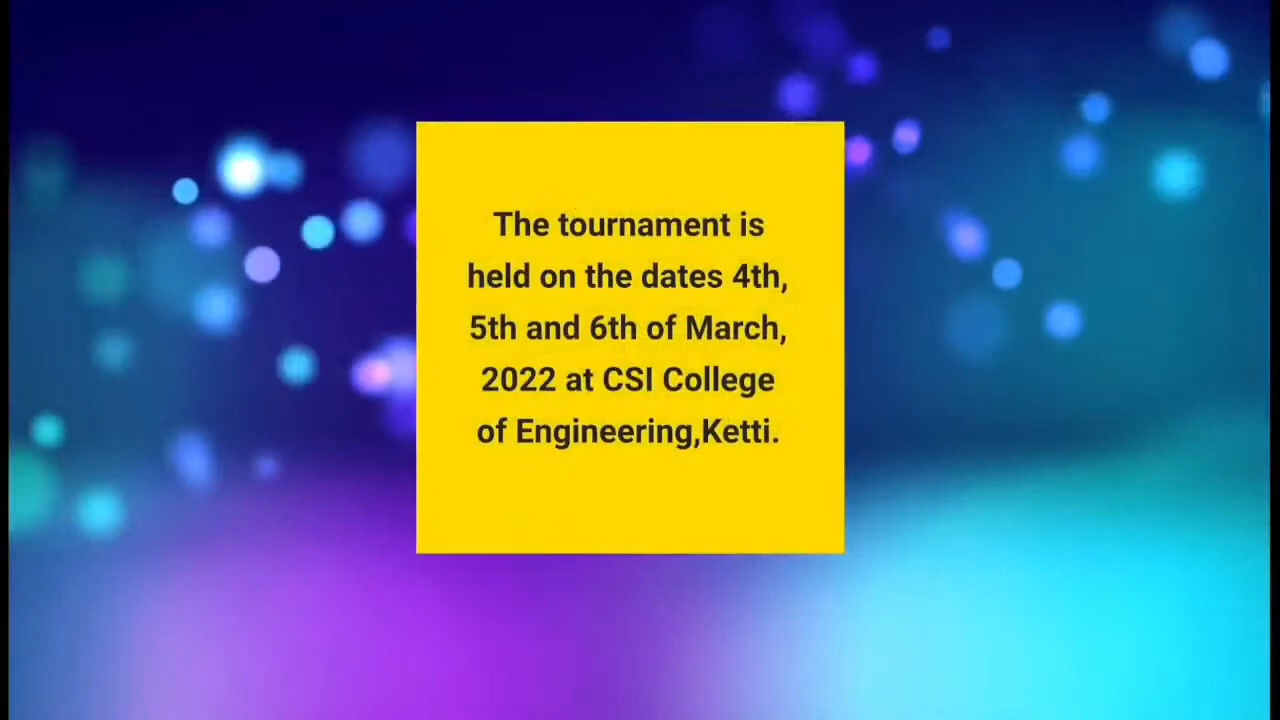 The tournament is
held on the dates 4th,
5th and 6th of March,
2022 at CSI College
of Engineering,Ketti.